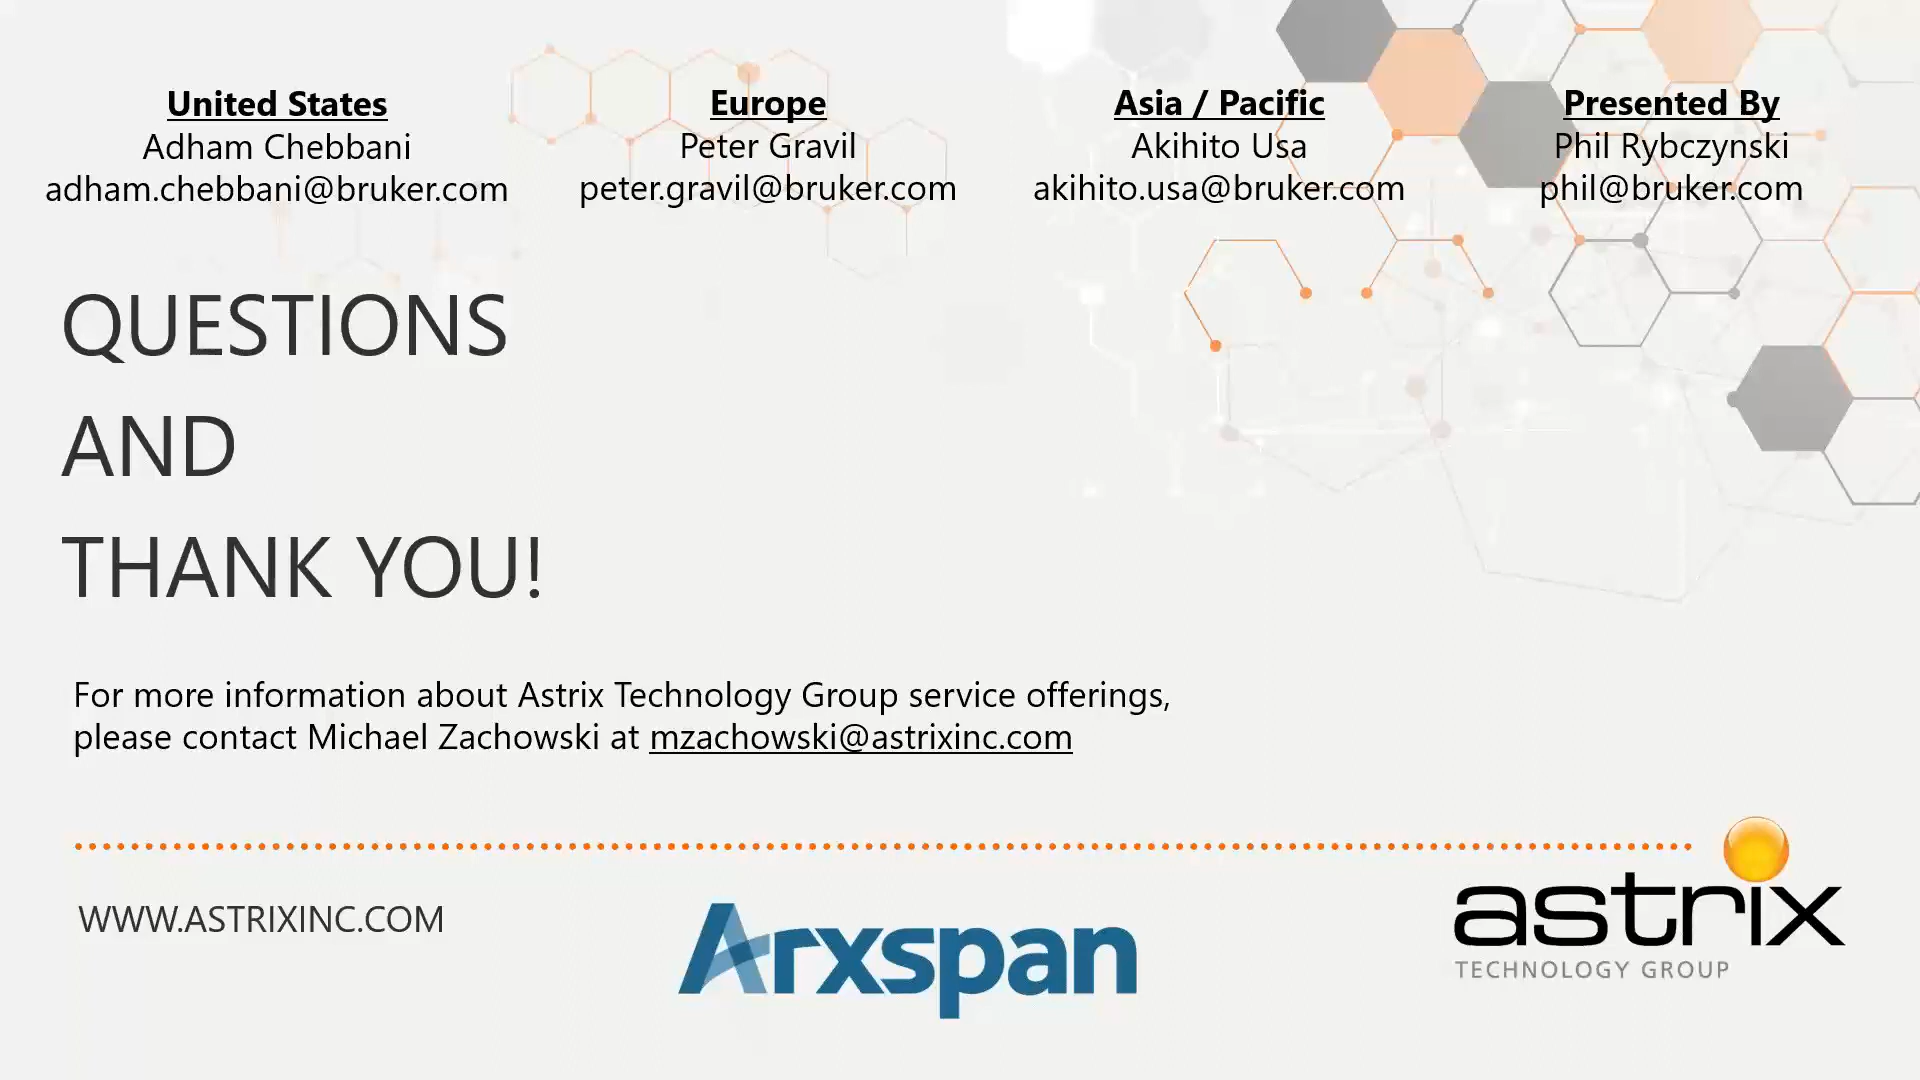 United States
Adham Chebbani
adham.chebbani@bruker.com
Europe
Peter Gravil
peter.gravil@bruker.com
Asia / Pacific
Akihito Usa
akihito.usa@bruker.com
Presented By
Phil Rybczynski
phil@bruker.com
QUESTIONS
AND
THANK YOU!
For more information about Astrix Technology Group service offerings,
please contact Michael Zachowski at mzachowski@astrixinc.com
WWW.ASTRIXINC.COM
Arxspan
astrix
TECHNOLOGY GROUP